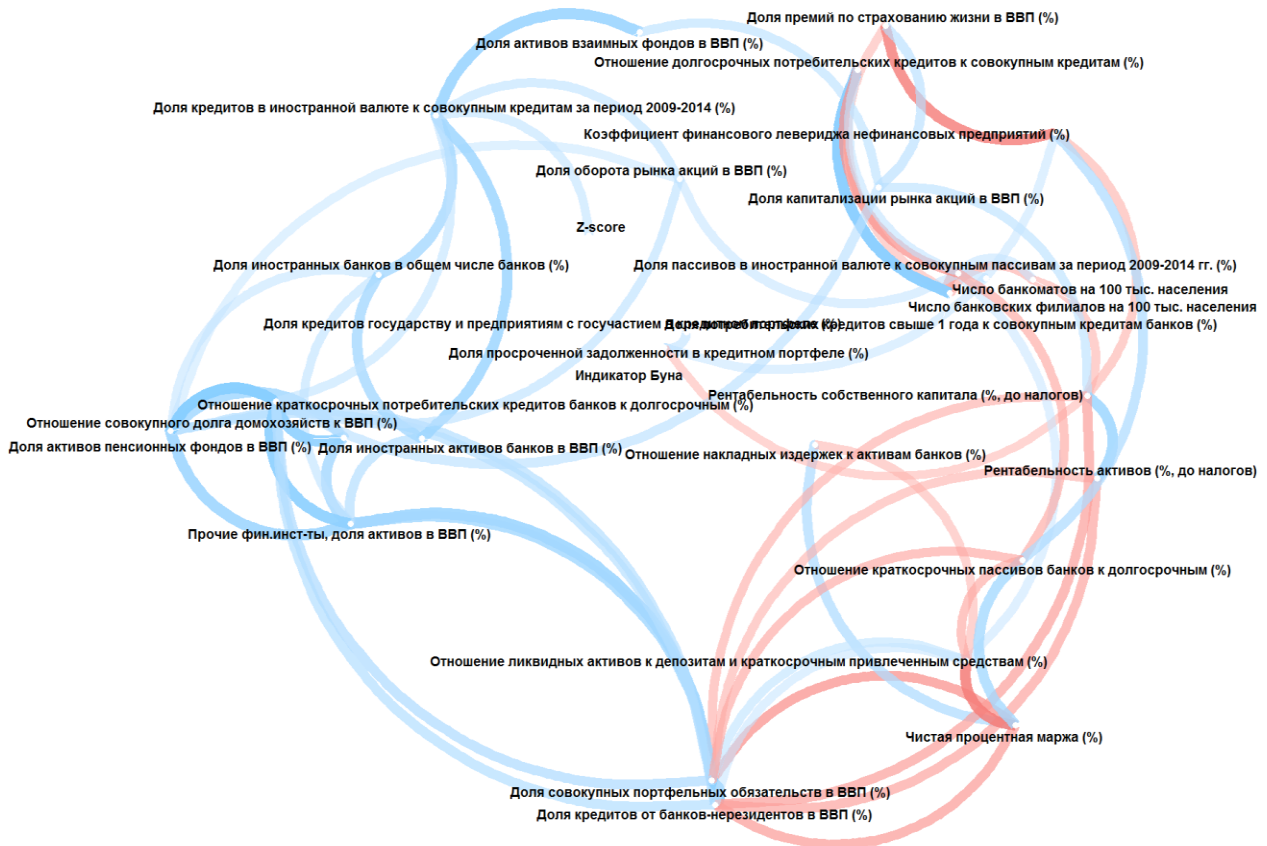 Доля премий по страхованию жизни в ВВП (%)
Доля активов взаимных фондов в ВВП (%)
Отношение долгосрочных потребительских кредитов к совокупным кредитам (%)
Доля кредитов в иностранной валюте к совокупным кредитам за период 2009-2014 (%)
Коэффициент финансового левериджа нефинансовых предприятий (%)
Доля оборота рынка акций в ВВП (%)
Доля капитализации рынка акций в ВВП (%)
Z-score
Доля иностранных банков в общем числе банков (%)
Доля пассивов в иностранной валюте к совокупным пассивам за период 2009-2014 гг. (%)
Число банкоматов на 100 тыс. населения
Число банковских филиалов на 100 тыс. населения
Доля кредитов государству и предприятиям с госучастием
кредитов свыше 1 года к совокупным кредитам банков (%)
Доля просроченной задолженности в кредитном портфеле (%)
Индикатор Буна
Рентабельность собственного капитала (%, до налогов)
Отношение краткосрочных потребительских кредитов банков к долгосрочным (%)
Отношение совокупного долга домохозяйств к ВВП (%)
Доля активов пенсионных фондов в ВВП (%)
Доля иностранных активов банков в ВВП (%)
Отношение накладных издержек к активам банков (%)
Рентабельность активов (%, до налогов)
Прочие фин.инст-ты, доля активов в ВВП (%)
Отношение краткосрочных пассивов банков к долгосрочным (%)
Отношение ликвидных активов к депозитам и краткосрочным привлеченным средствам (%)
Чистая процентная маржа (%)
Доля совокупных портфельных обязательств в ВВП (%)
Доля кредитов от банков-нерезидентов в ВВП (%)